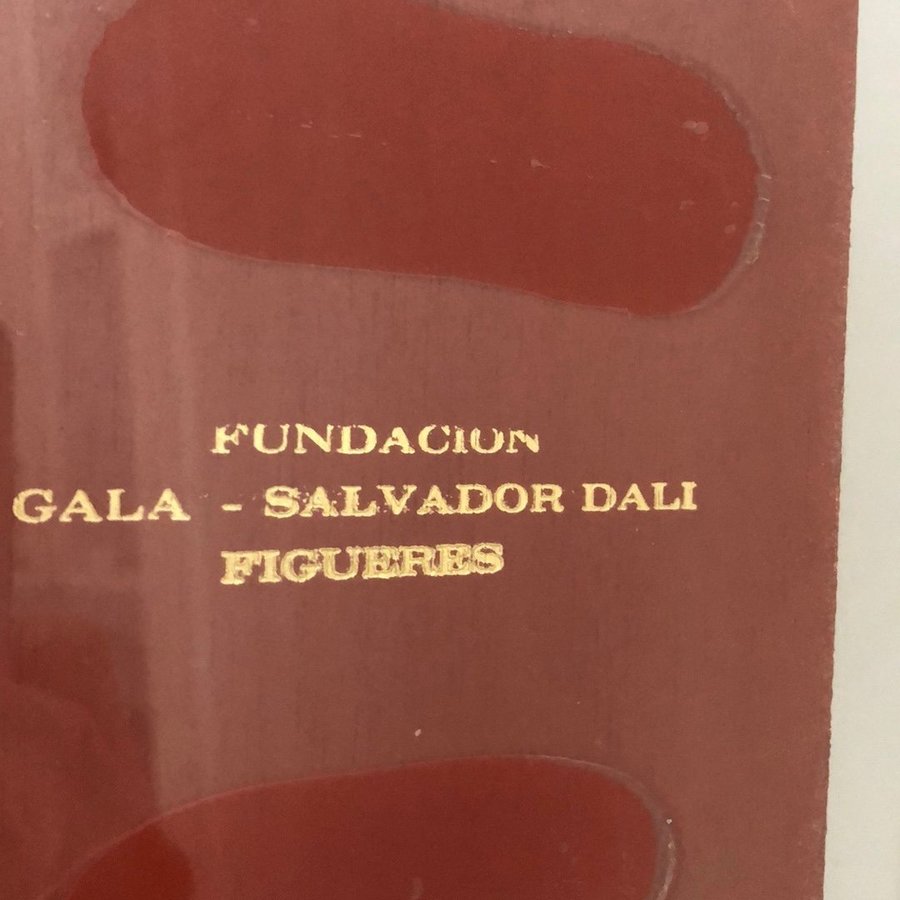 FUNDACION
GALA - SALVADOR DALI
FIGUERES